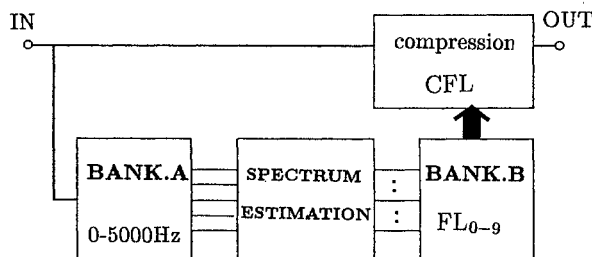 IN
OUT
compression
CFL
BANK.A
0-5000Hz
SPECTRUM
ESTIMATION
BANK.B
FL₀₋₉